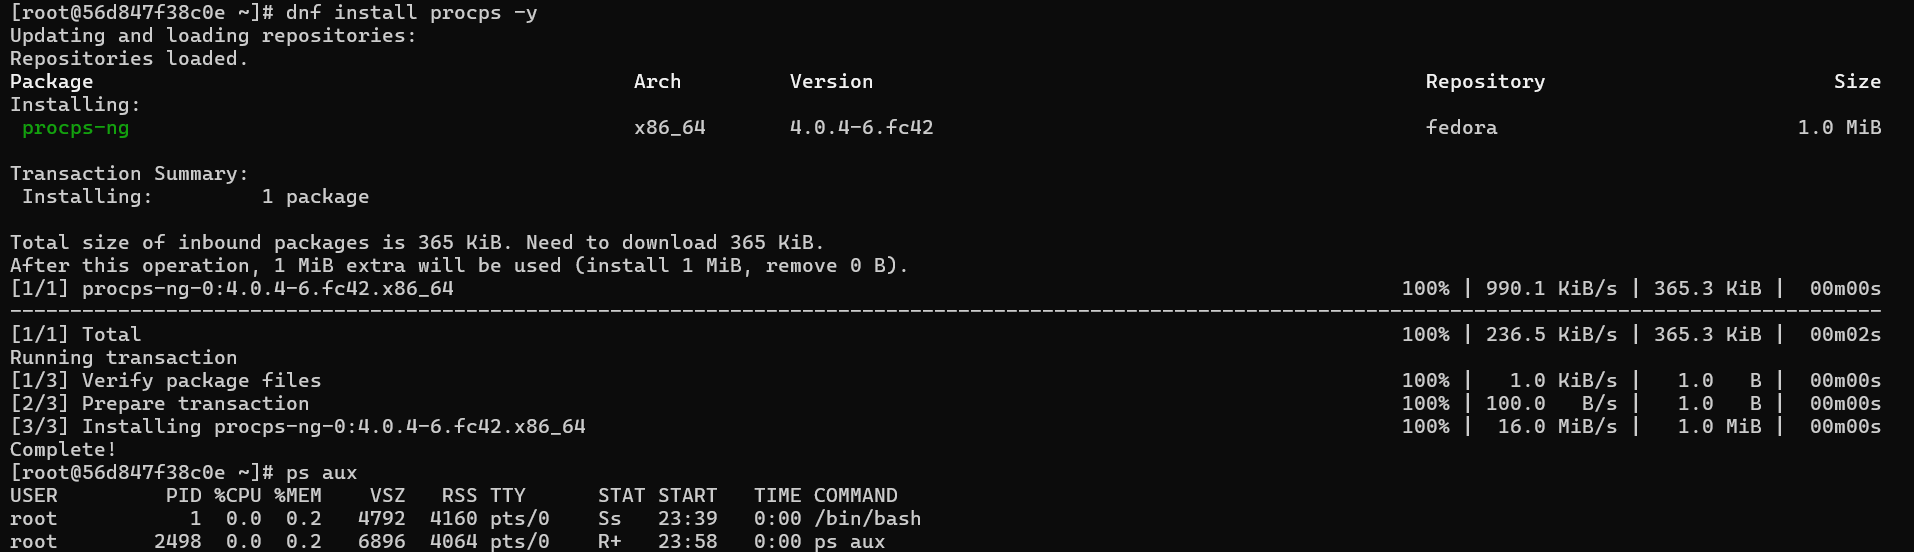 [root@56d847f38c0e ~]# dnf install procps -y
Updating and loading repositories:
Repositories loaded.
Package Arch Version Repository Size
Installing:
 procps-ng x86_64 4.0.4-6.fc42 fedora 1.0 MiB
Transaction Summary:
 Installing: 1 package
Total size of inbound packages is 365 KiB. Need to download 365 KiB.
After this operation, 1 MiB extra will be used (install 1 MiB, remove 0 B).
[1/1] procps-ng-0:4.0.4-6.fc42.x86_64 100% | 990.1 KiB/s | 365.3 KiB | 00m00s
------------------------------------------------------------------------------------------------------------------------------------------------------------
[1/1] Total 100% | 236.5 KiB/s | 365.3 KiB | 00m02s
Running transaction
[1/3] Verify package files 100% | 1.0 KiB/s | 1.0 B | 00m00s
[2/3] Prepare transaction 100% | 100.0 B/s | 1.0 B | 00m00s
[3/3] Installing procps-ng-0:4.0.4-6.fc42.x86_64 100% | 16.0 MiB/s | 1.0 MiB | 00m00s
Complete!
[root@56d847f38c0e ~]# ps aux
USER PID %CPU %MEM VSZ RSS TTY STAT START TIME COMMAND
root 1 0.0 0.2 4792 4160 pts/0 Ss 23:39 0:00 /bin/bash
root 2498 0.0 0.2 6896 4064 pts/0 R+ 23:58 0:00 ps aux